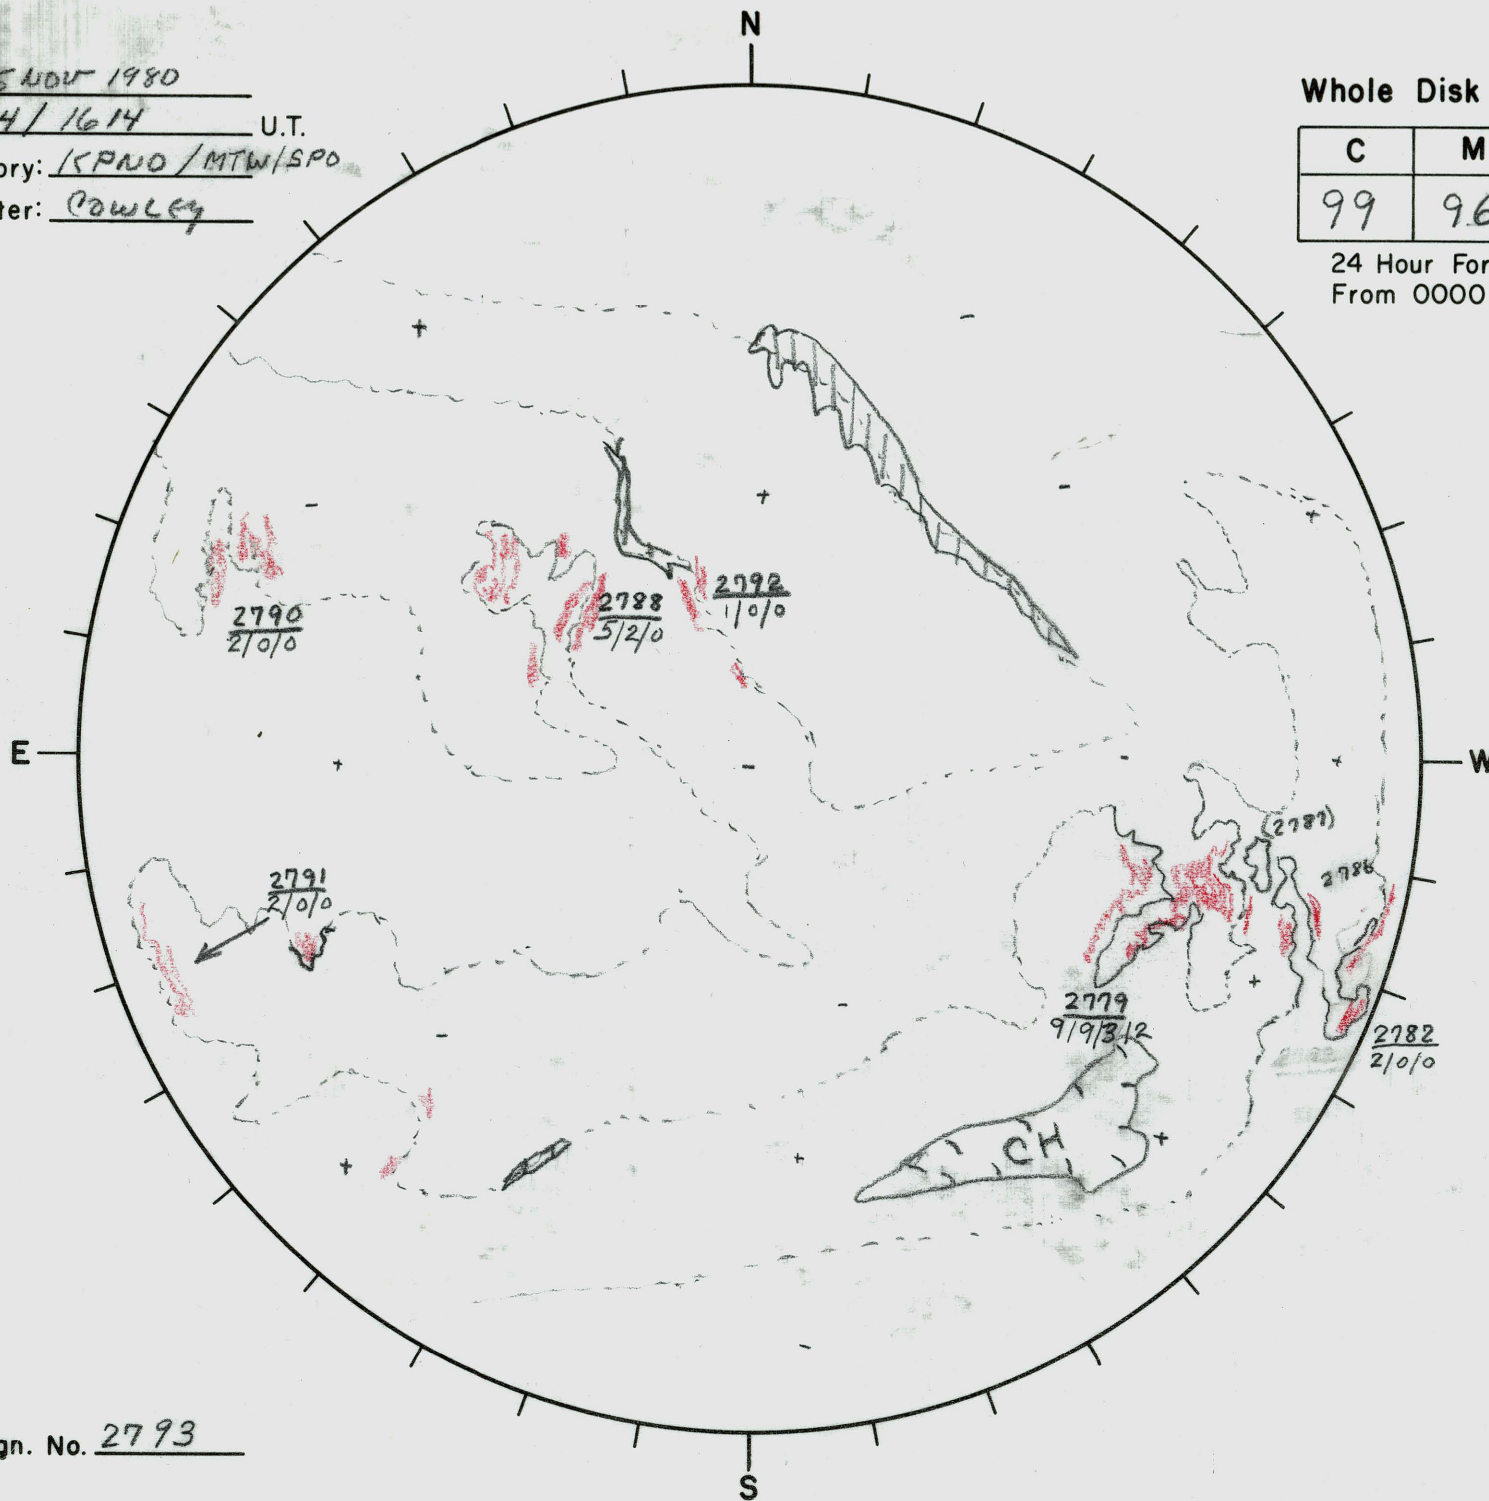 N
5 NOV 1980
4/1614 U.T.
ory: KPNO/MTW/SPO
ter: COWLEY
Whole Disk
C M
99 96
24 Hour For
From 0000
+
-
-
+
-
+
2790
2/0/0
2788
5/2/0
2792
1/0/0
E
W
+
-
-
+
(2787)
2786
2791
2/0/0
+
2779
9/9/3/2
2782
2/0/0
-
-
CH
+
+
+
-
gn. No. 2793
S